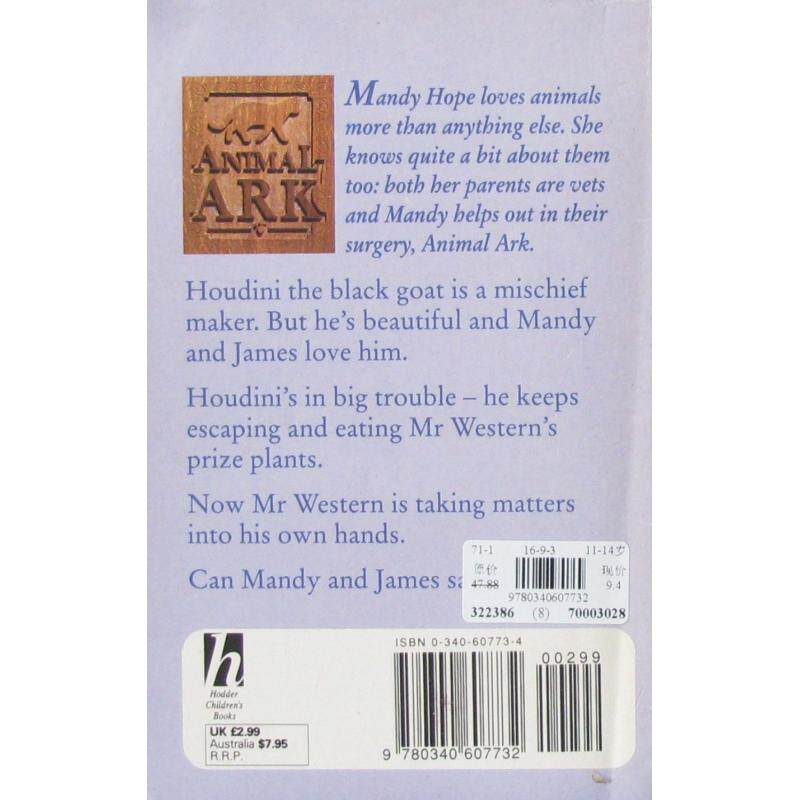 ANIMAL
ARK
Mandy Hope loves animals
more than anything else. She
knows quite a bit about them
too: both her parents are vets
and Mandy helps out in their
surgery, Animal Ark.
Houdini the black goat is a mischief
maker. But he's beautiful and Mandy
and James love him.
Houdini's in big trouble – he keeps
escaping and eating Mr Western's
prize plants.
Now Mr Western is taking matters
into his own hands.
Can Mandy and James
71-1 16-9-3 11-14岁
原价 现价
47.88 9.4
9780340607732
322386 (8) 70003028
h
Hodder
Children's
Books
UK £2.99
Australia $7.95
R.R.P.
ISBN 0-340-60773-4
00299
9 780340 607732